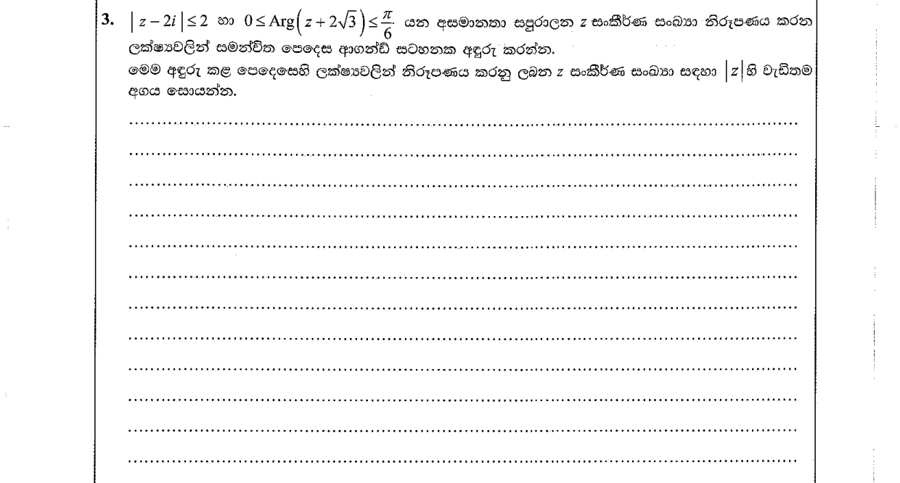 3. | z – 2i | ≤ 2 හා 0 ≤ Arg(z + 2√3) ≤ π/6 යන අසමානතා සපුරාලන z සංකීර්ණ සංඛ්‍යා නිරූපණය කරන
ලක්ෂ්‍යවලින් සමන්විත පෙදෙස ආගන්ඩ් සටහනක අඳුරු කරන්න.
මෙම අඳුරු කළ පෙදෙසෙහි ලක්ෂ්‍යවලින් නිරූපණය කරනු ලබන z සංකීර්ණ සංඛ්‍යා සඳහා |z| හි වැඩිතම
අගය සොයන්න.